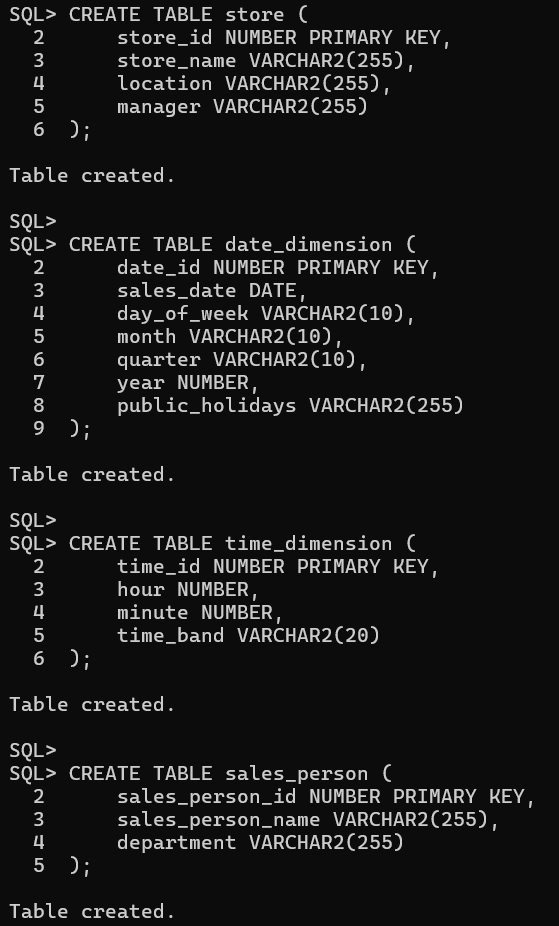 SQL> CREATE TABLE store (
  2      store_id NUMBER PRIMARY KEY,
  3      store_name VARCHAR2(255),
  4      location VARCHAR2(255),
  5      manager VARCHAR2(255)
  6  );

Table created.

SQL>
SQL> CREATE TABLE date_dimension (
  2      date_id NUMBER PRIMARY KEY,
  3      sales_date DATE,
  4      day_of_week VARCHAR2(10),
  5      month VARCHAR2(10),
  6      quarter VARCHAR2(10),
  7      year NUMBER,
  8      public_holidays VARCHAR2(255)
  9  );

Table created.

SQL>
SQL> CREATE TABLE time_dimension (
  2      time_id NUMBER PRIMARY KEY,
  3      hour NUMBER,
  4      minute NUMBER,
  5      time_band VARCHAR2(20)
  6  );

Table created.

SQL>
SQL> CREATE TABLE sales_person (
  2      sales_person_id NUMBER PRIMARY KEY,
  3      sales_person_name VARCHAR2(255),
  4      department VARCHAR2(255)
  5  );

Table created.